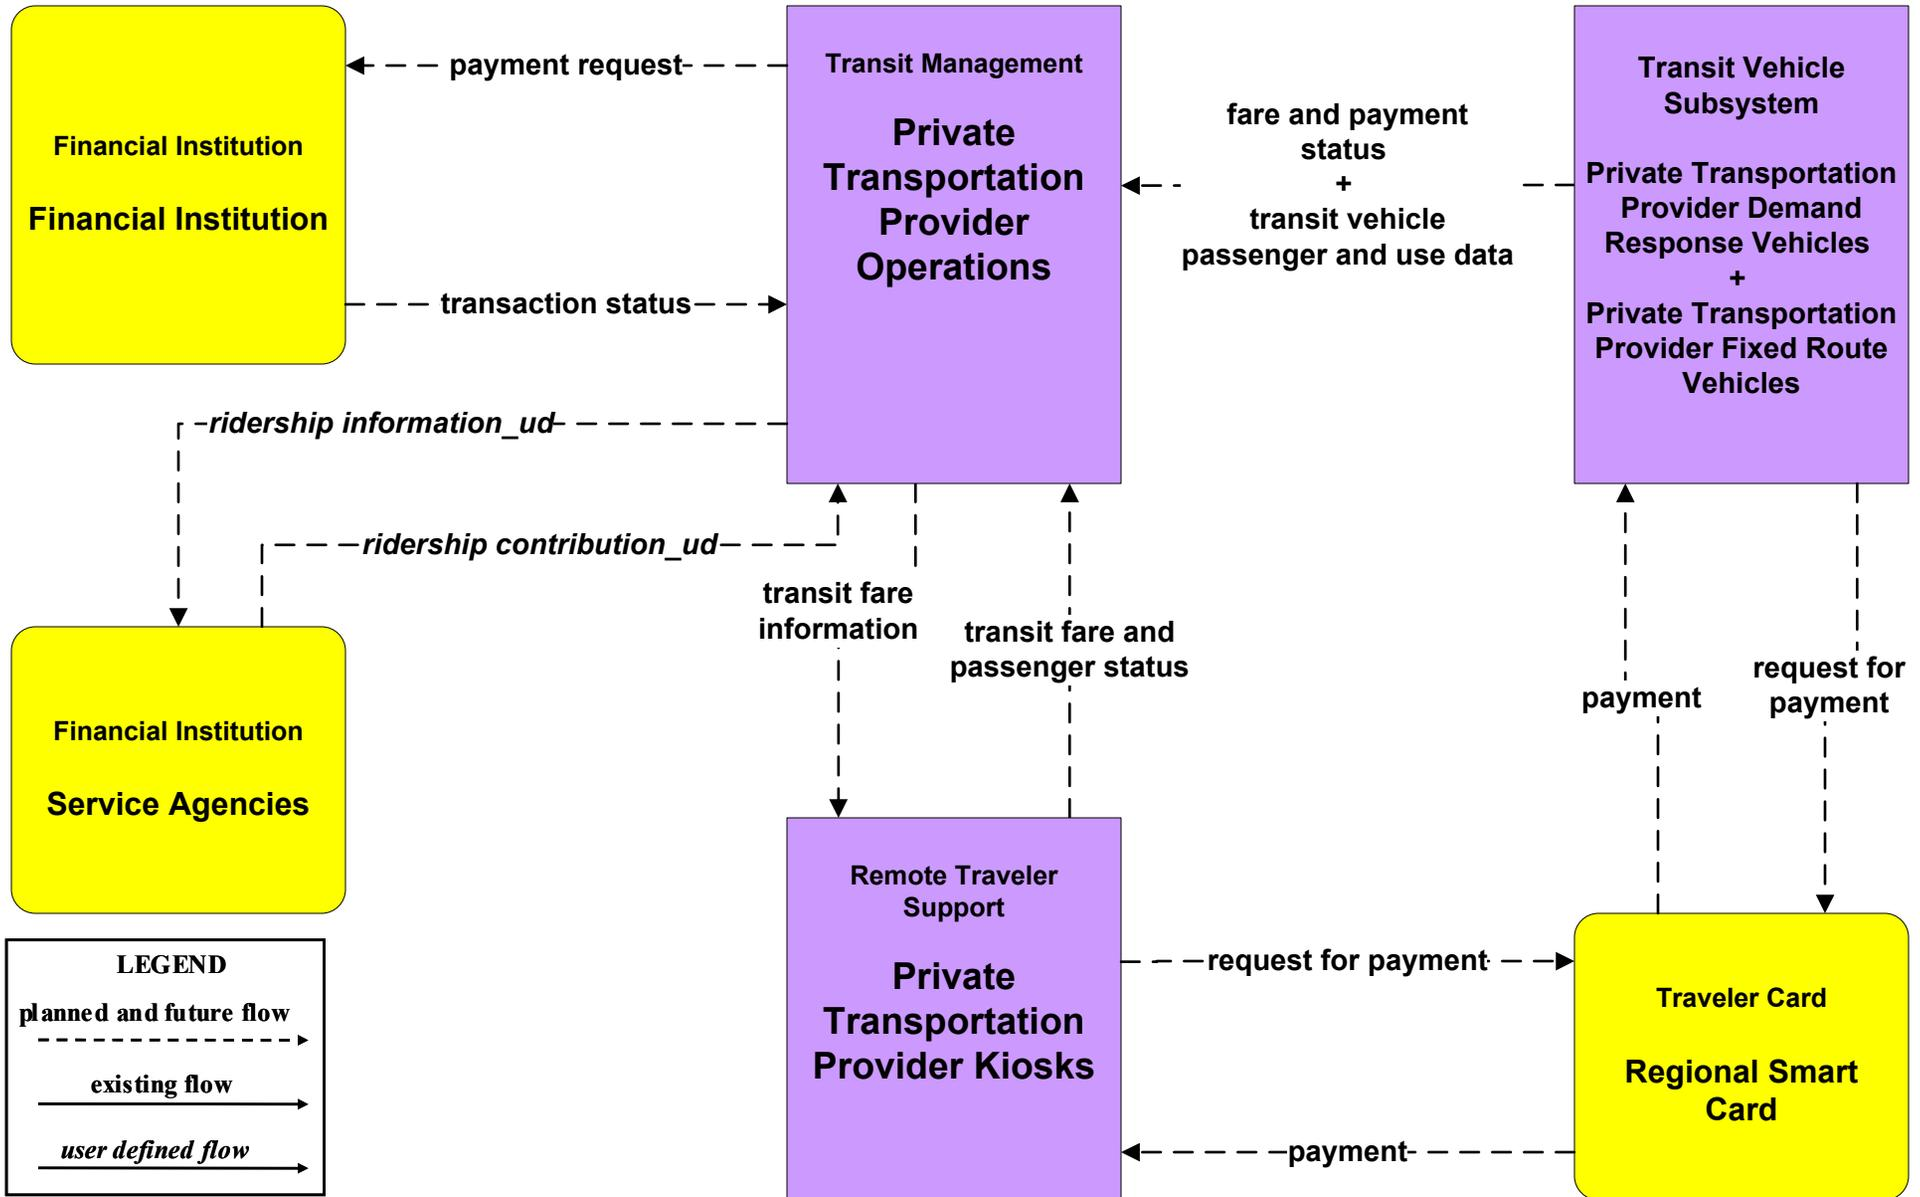 Financial Institution
Financial Institution
payment request
transaction status
Transit Management
Private
Transportation
Provider
Operations
fare and payment
status
+
transit vehicle
passenger and use data
Transit Vehicle
Subsystem
Private Transportation
Provider Demand
Response Vehicles
+
Private Transportation
Provider Fixed Route
Vehicles
ridership information_ud
ridership contribution_ud
transit fare
information
transit fare and
passenger status
payment
request for
payment
Financial Institution
Service Agencies
Remote Traveler
Support
Private
Transportation
Provider Kiosks
request for payment
payment
Traveler Card
Regional Smart
Card
LEGEND
planned and future flow
existing flow
user defined flow